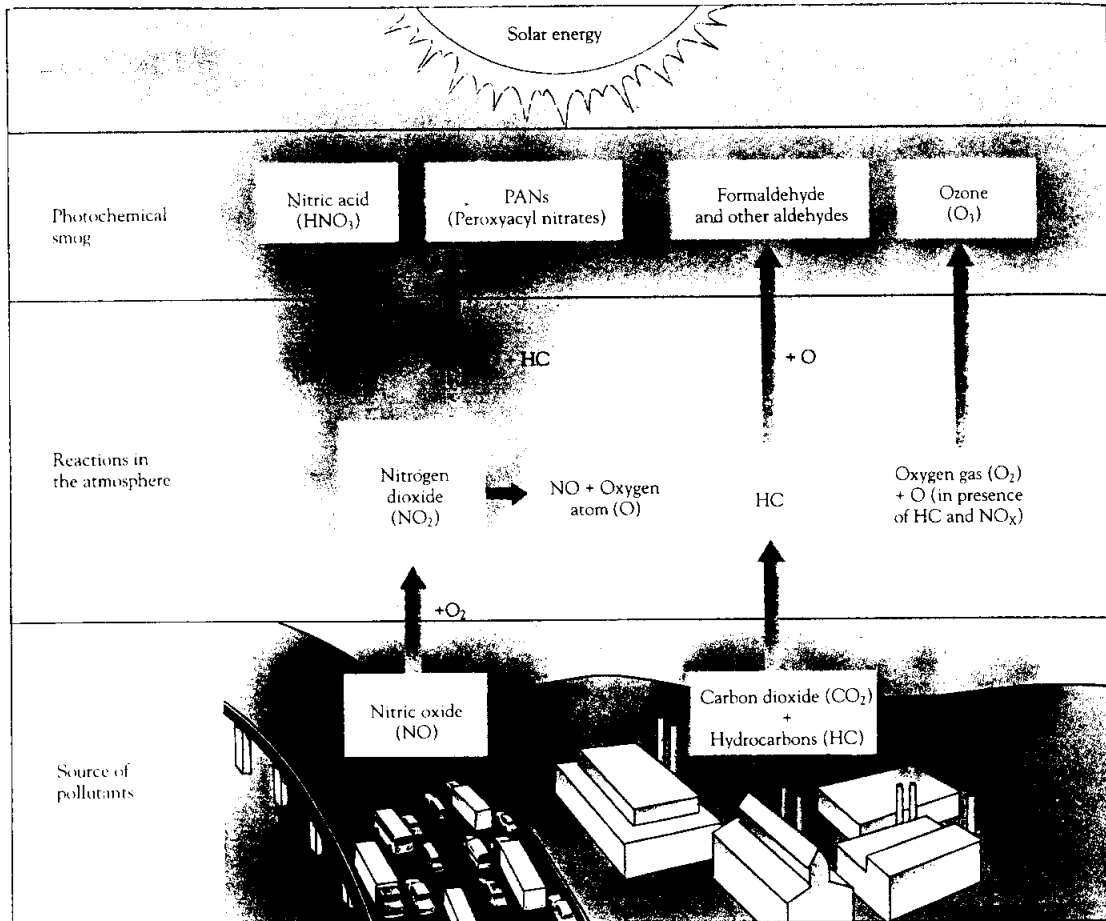 Solar energy
Photochemical
smog
Nitric acid
(HNO₃)
PANs
(Peroxyacyl nitrates)
Formaldehyde
and other aldehydes
Ozone
(O₃)
Reactions in
the atmosphere
+ HC
+ O
Nitrogen
dioxide
(NO₂)
NO + Oxygen
atom (O)
HC
Oxygen gas (O₂)
+ O (in presence
of HC and NOX)
+O₂
Source of
pollutants
Nitric oxide
(NO)
Carbon dioxide (CO₂)
+
Hydrocarbons (HC)